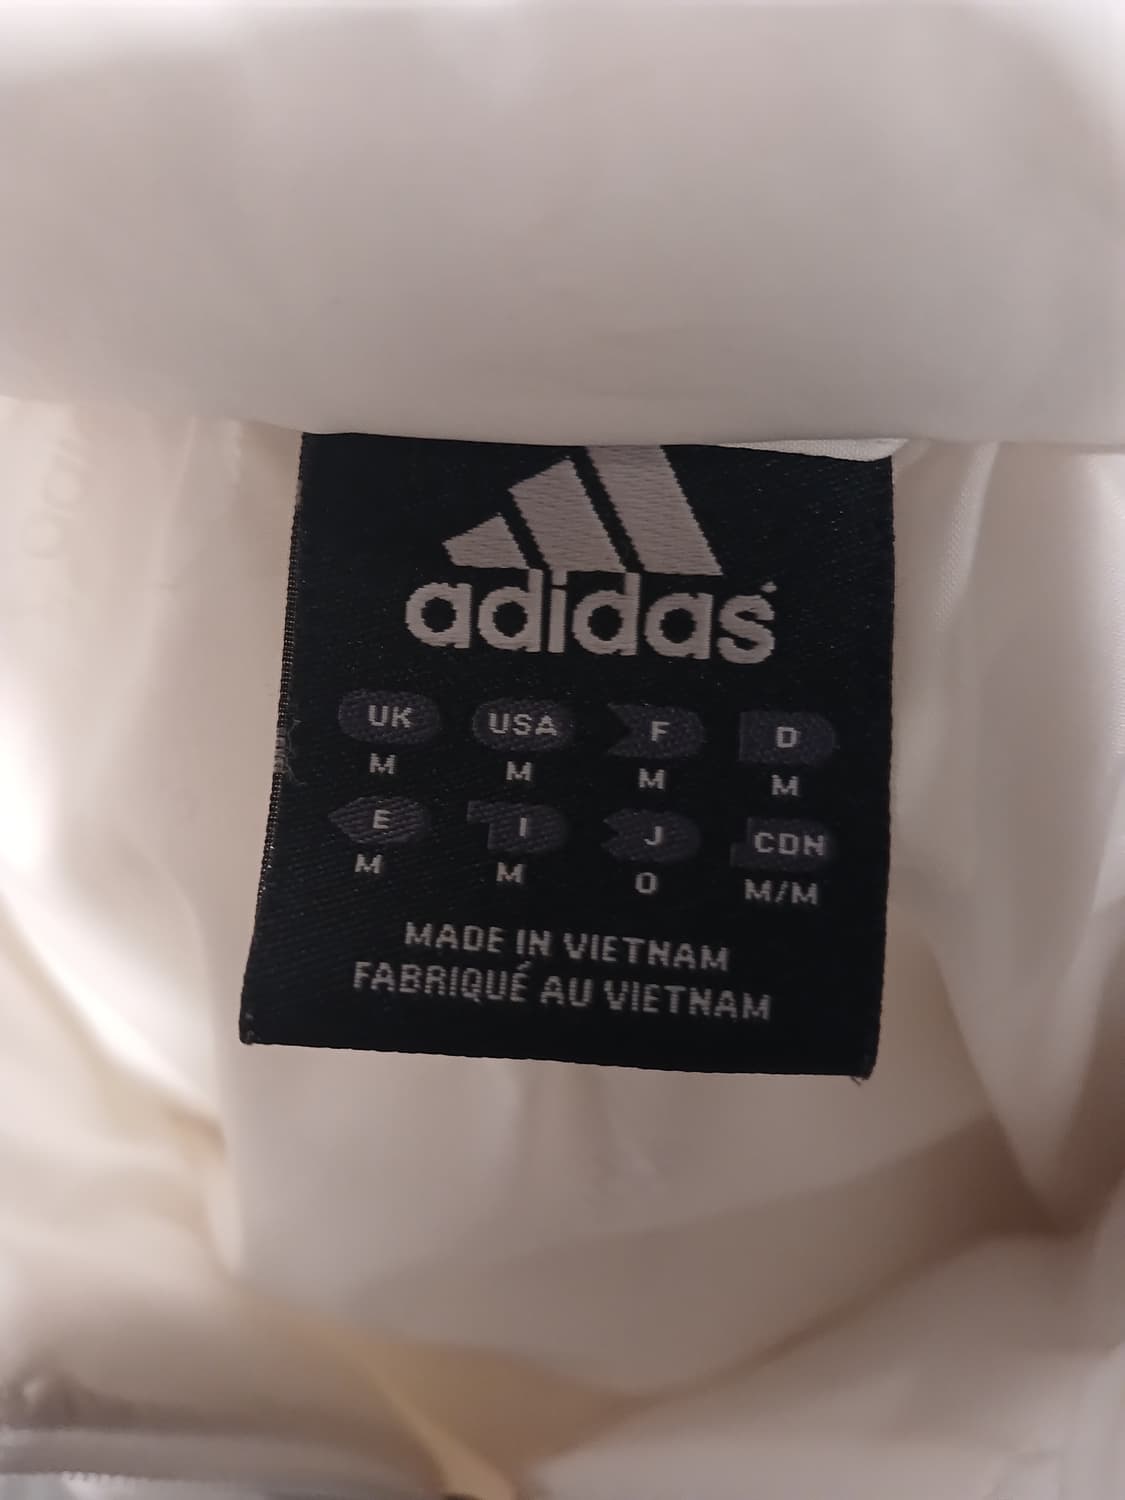 adidas
UK USA F D
M M M M
E I J CDN
M M O M/M
MADE IN VIETNAM
FABRIQUÉ AU VIETNAM